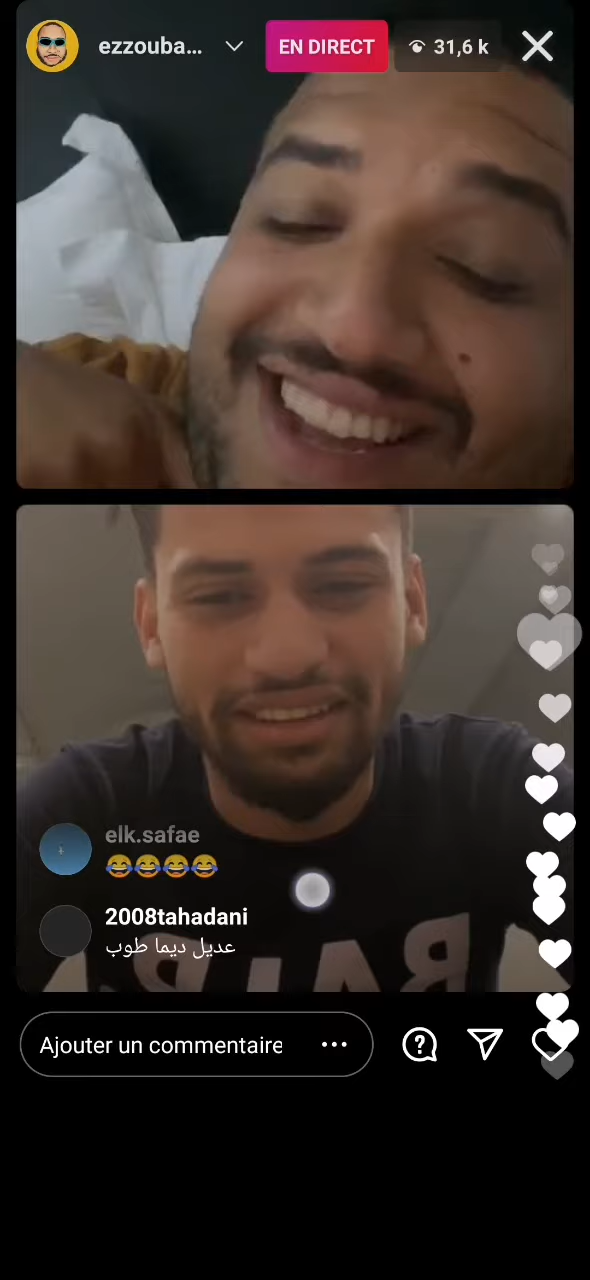 ezzouba...
EN DIRECT
31,6 k
elk.safae
😂😂😂😂
2008tahadani
عديل ديما طوب
Ajouter un commentaire